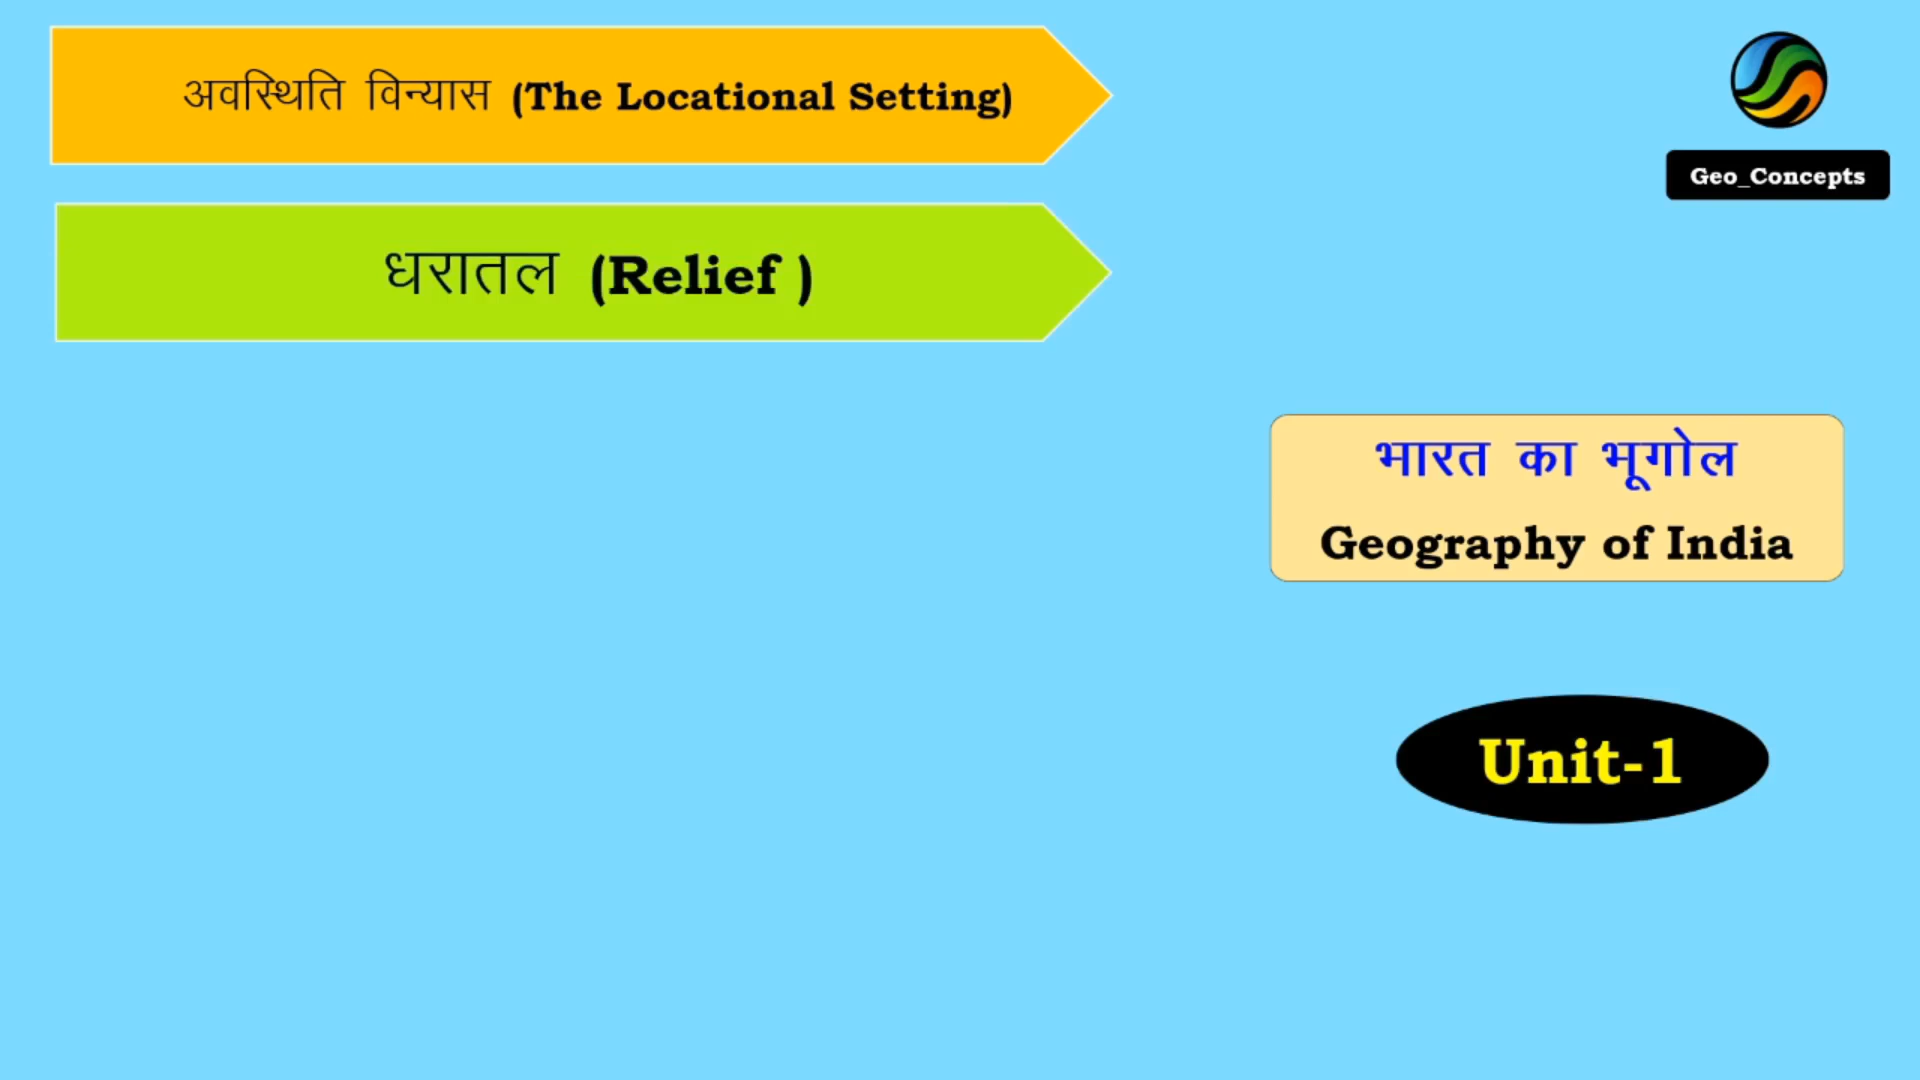 अवस्थिति विन्यास (The Locational Setting)
Geo_Concepts
धरातल (Relief )
भारत का भूगोल
Geography of India
Unit-1